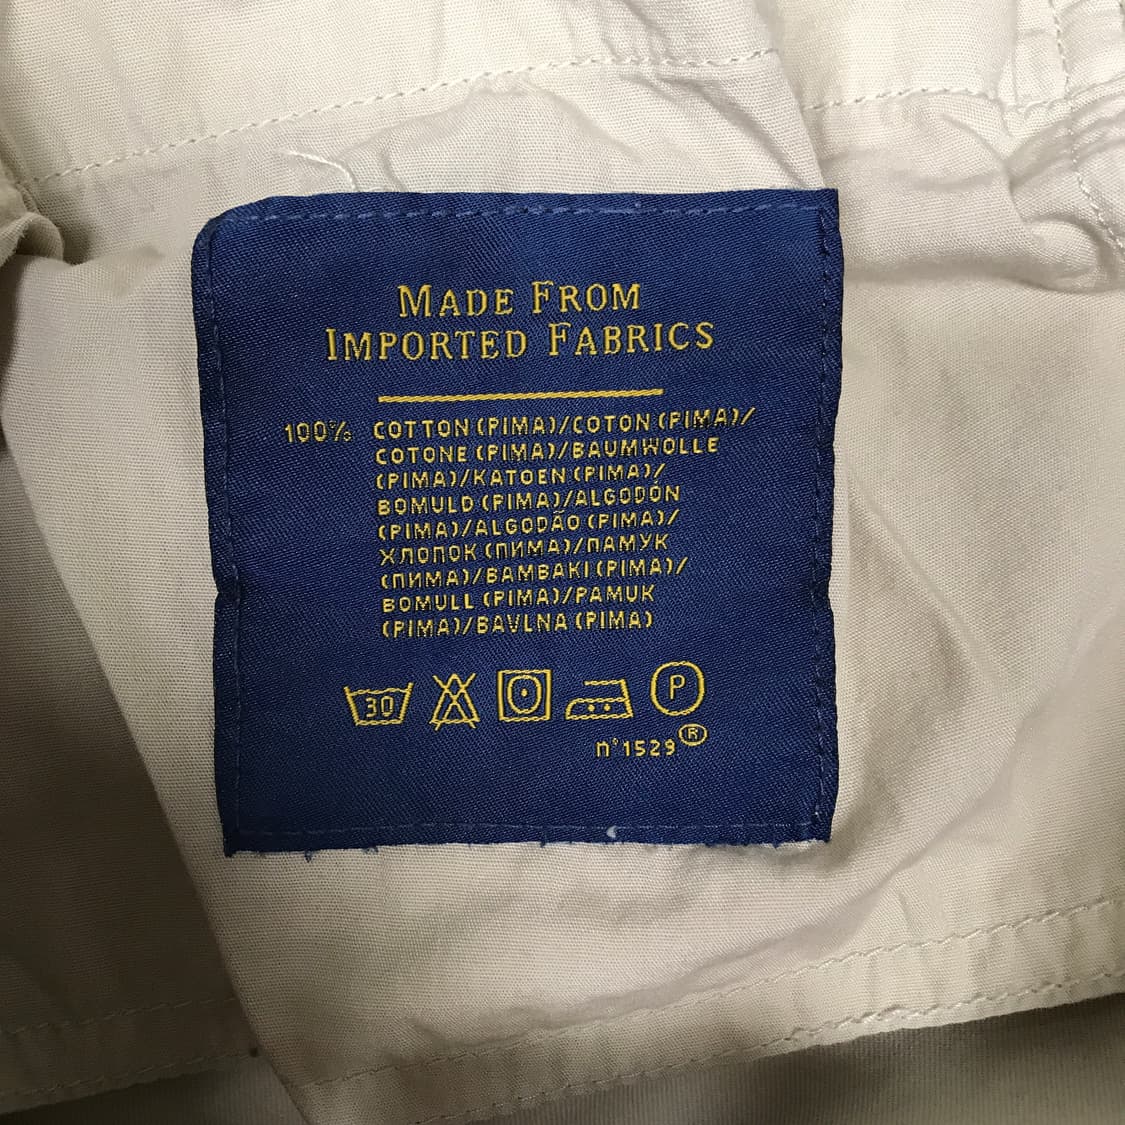 MADE FROM
IMPORTED FABRICS
100% COTTON (PIMA)/COTON (PIMA)/
COTONE (PIMA)/BAUMWOLLE
(PIMA)/KATOEN (PIMA)/
BOMULD (PIMA)/ALGODÓN
(PIMA)/ALGODÃO (PIMA)/
ХЛОПОК (ПИМА)/ПАМУК
(ПИМА)/BAMBAKI (PIMA)/
BOMULL (PIMA)/PAMUK
(PIMA)/BAVLNA (PIMA)
30 P
n°1529®